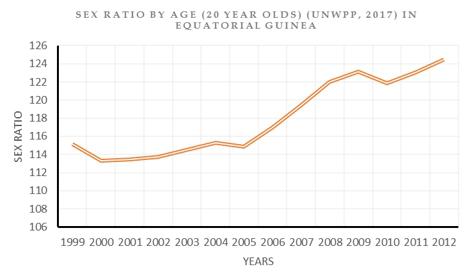 SEX RATIO BY AGE (20 YEAR OLDS) (UNWPP, 2017) IN
EQUATORIAL GUINEA
126
124
122
120
118
116
114
112
110
108
106
SEX RATIO
1999 2000 2001 2002 2003 2004 2005 2006 2007 2008 2009 2010 2011 2012
YEARS